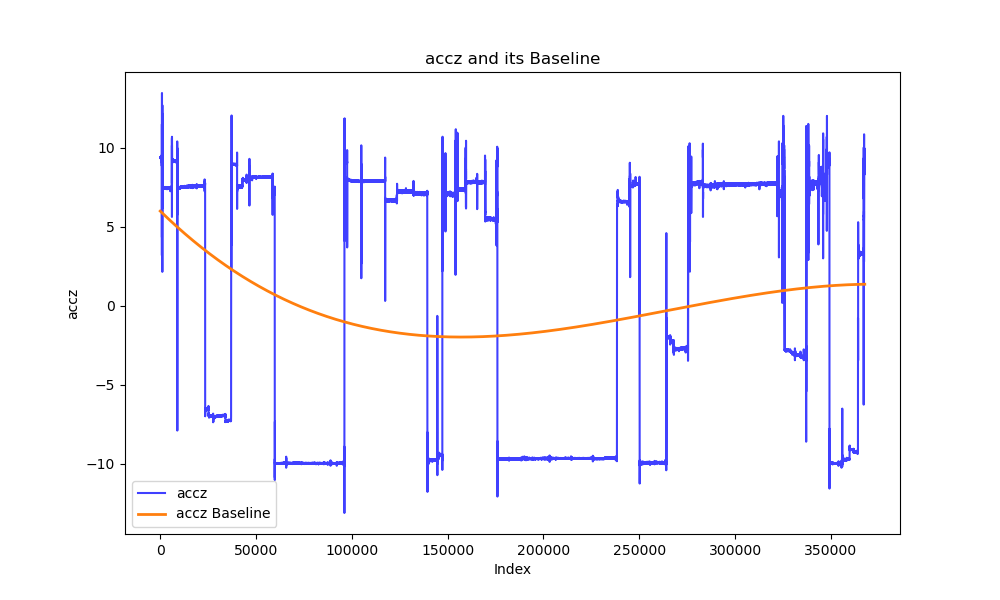 accz and its Baseline
accz
10
5
0
−5
−10
accz
accz Baseline
0 50000 100000 150000 200000 250000 300000 350000
Index